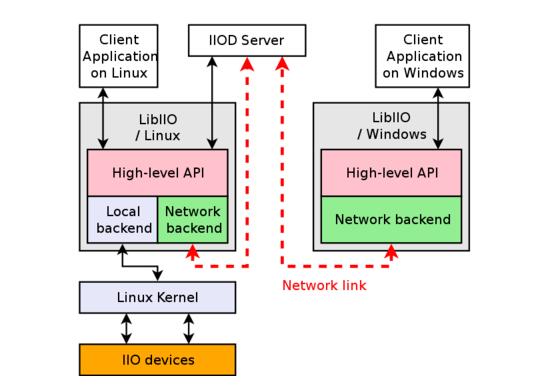 Client
Application
on Linux
IIOD Server
Client
Application
on Windows
LibIIO
/ Linux
LibIIO
/ Windows
High-level API
High-level API
Local
backend
Network
backend
Network backend
Network link
Linux Kernel
IIO devices